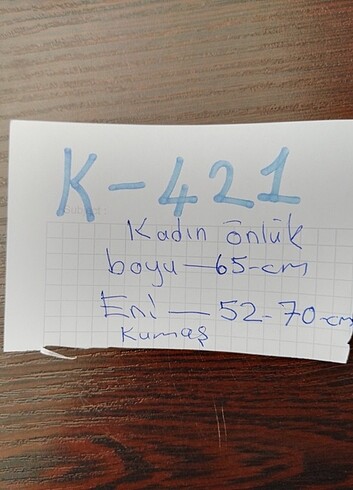 K-421
Kadın önlük
boyu - 65-cm
Eni - 52-70-cm
Kumaş